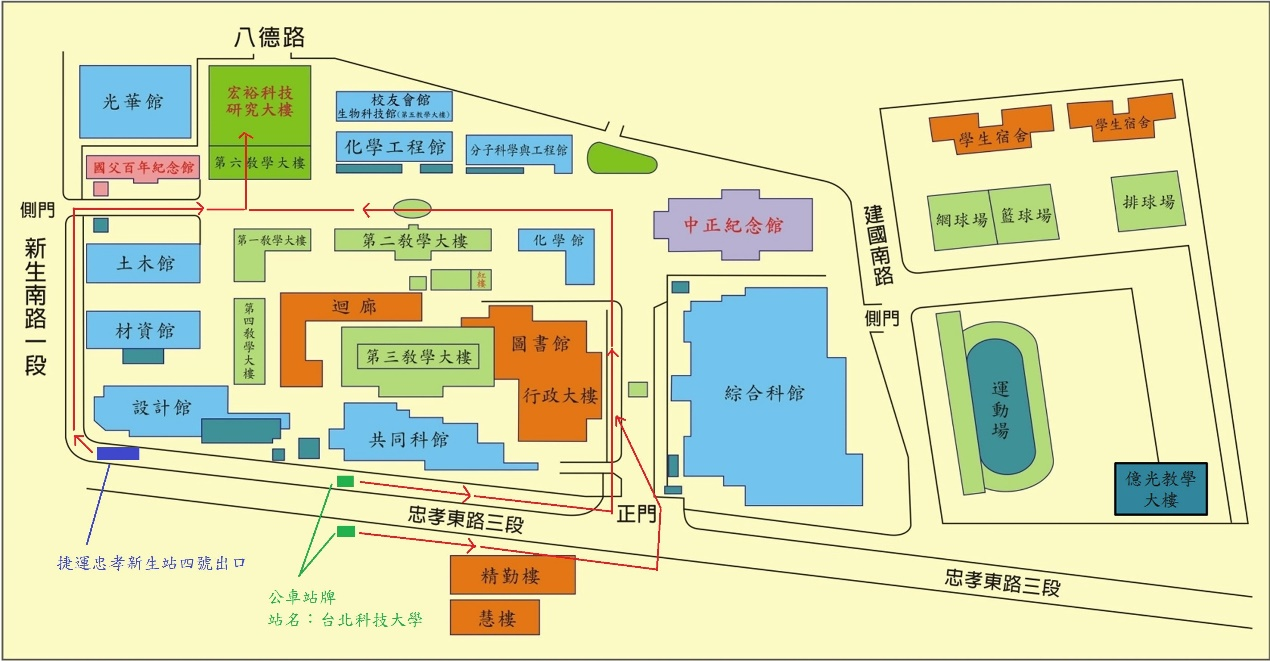 八德路
光華館
宏裕科技
研究大樓
校友會館
生物科技館(第五教學大樓)
化學工程館
分子科學與工程館
第六教學大樓
國父百年紀念館
側門
新生南路一段
土木館
材資館
設計館
第一教學大樓
第二教學大樓
化學館
紅樓
第四教學大樓
迴廊
第三教學大樓
圖書館
行政大樓
共同科館
中正紀念館
綜合科館
建國南路
側門
學生宿舍
學生宿舍
網球場
籃球場
排球場
運動場
億光教學
大樓
正門
忠孝東路三段
忠孝東路三段
精勤樓
慧樓
捷運忠孝新生站四號出口
公車站牌
站名：台北科技大學